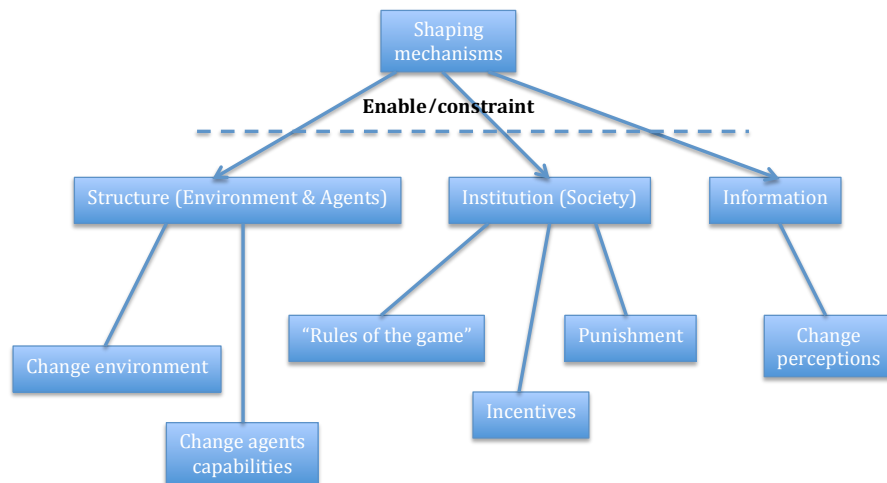 Shaping
mechanisms
Enable/constraint
Structure (Environment & Agents)
Institution (Society)
Information
“Rules of the game”
Punishment
Change
perceptions
Change environment
Incentives
Change agents
capabilities